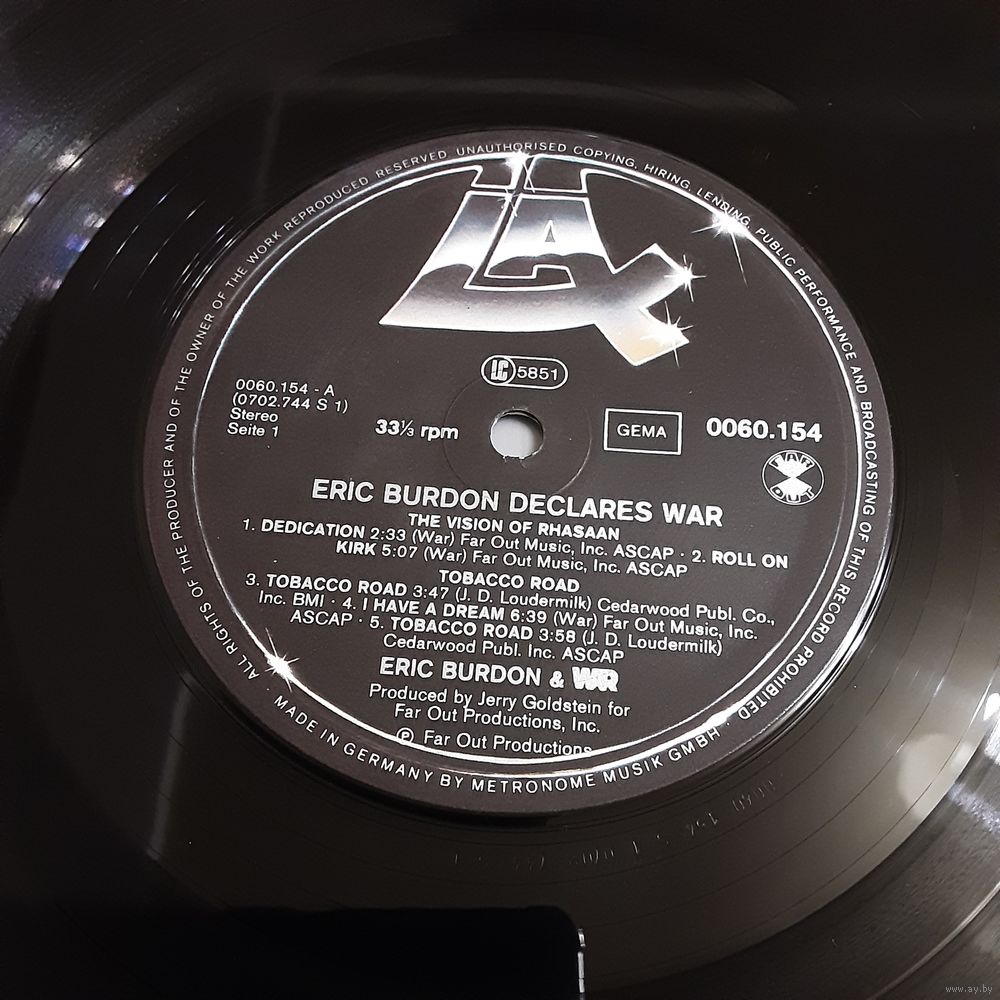 ALL RIGHTS OF THE PRODUCER AND OF THE OWNER OF THE WORK REPRODUCED RESERVED UNAUTHORISED COPYING, HIRING, LENDING, PUBLIC PERFORMANCE AND BROADCASTING OF THIS RECORD PROHIBITED ·
LAX
LC 5851
0060.154 - A
(0702.744 S 1)
Stereo
Seite 1
33⅓ rpm
GEMA
0060.154
FAR
OUT
ERIC BURDON DECLARES WAR
THE VISION OF RHASAAN
1. DEDICATION 2:33 (War) Far Out Music, Inc. ASCAP · 2. ROLL ON
KIRK 5:07 (War) Far Out Music, Inc. ASCAP
TOBACCO ROAD
3. TOBACCO ROAD 3:47 (J. D. Loudermilk) Cedarwood Publ. Co.,
Inc. BMI · 4. I HAVE A DREAM 6:39 (War) Far Out Music, Inc.
ASCAP · 5. TOBACCO ROAD 3:58 (J. D. Loudermilk)
Cedarwood Publ. Inc. ASCAP
ERIC BURDON & WAR
Produced by Jerry Goldstein for
Far Out Productions, Inc.
℗ Far Out Productions
· MADE IN GERMANY BY METRONOME MUSIK GMBH
www.ay.by